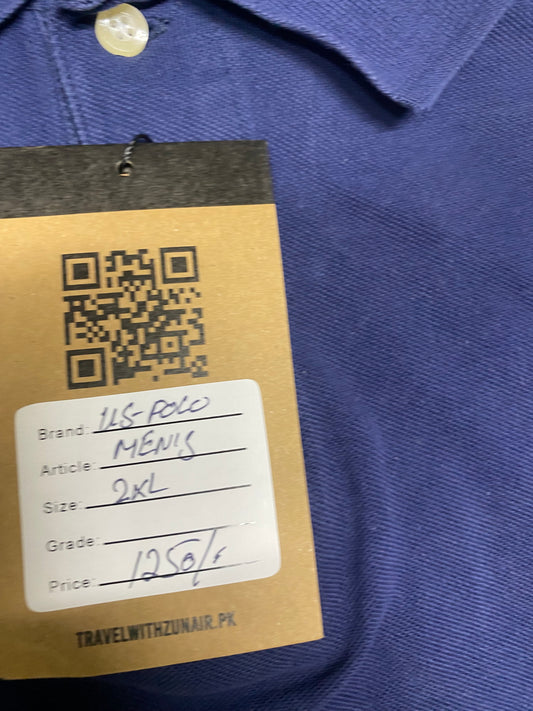 Brand: US-POLO
Article: MEN'S
Size: 2XL
Grade:
Price: 1250/-
TRAVELWITHZUNAIR.PK